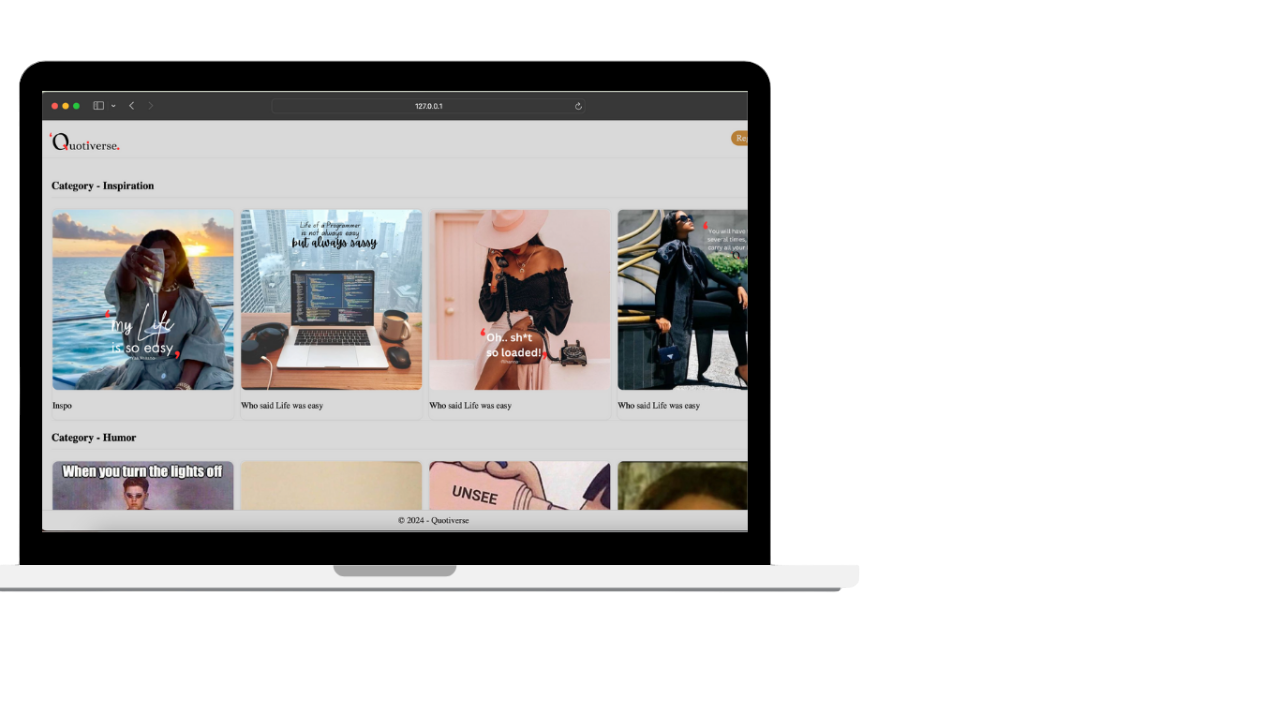 127.0.0.1
Quotiverse.
Category - Inspiration
My Life
is so easy
Life of a Programmer
is not always easy
but always sassy
Oh.. sh*t
so loaded!
You will have
several times,
carry all your
Inspo
Who said Life was easy
Who said Life was easy
Who said Life was easy
Category - Humor
When you turn the lights off
UNSEE
© 2024 - Quotiverse